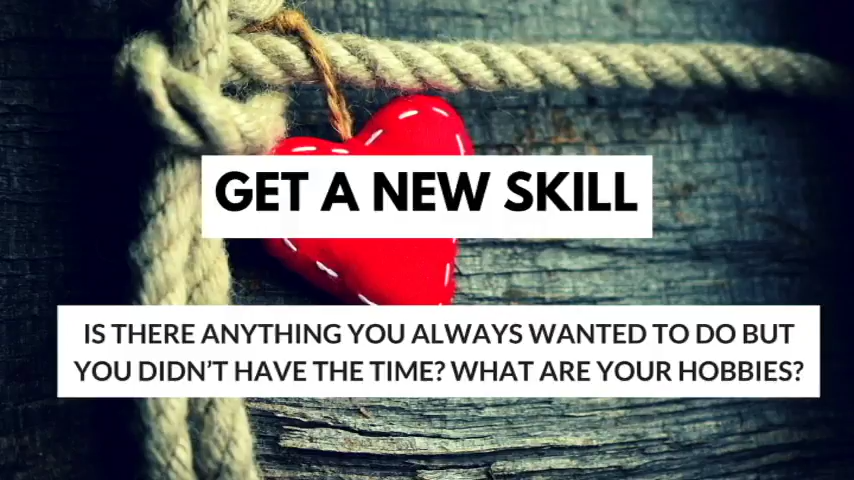 GET A NEW SKILL
IS THERE ANYTHING YOU ALWAYS WANTED TO DO BUT
YOU DIDN'T HAVE THE TIME? WHAT ARE YOUR HOBBIES?